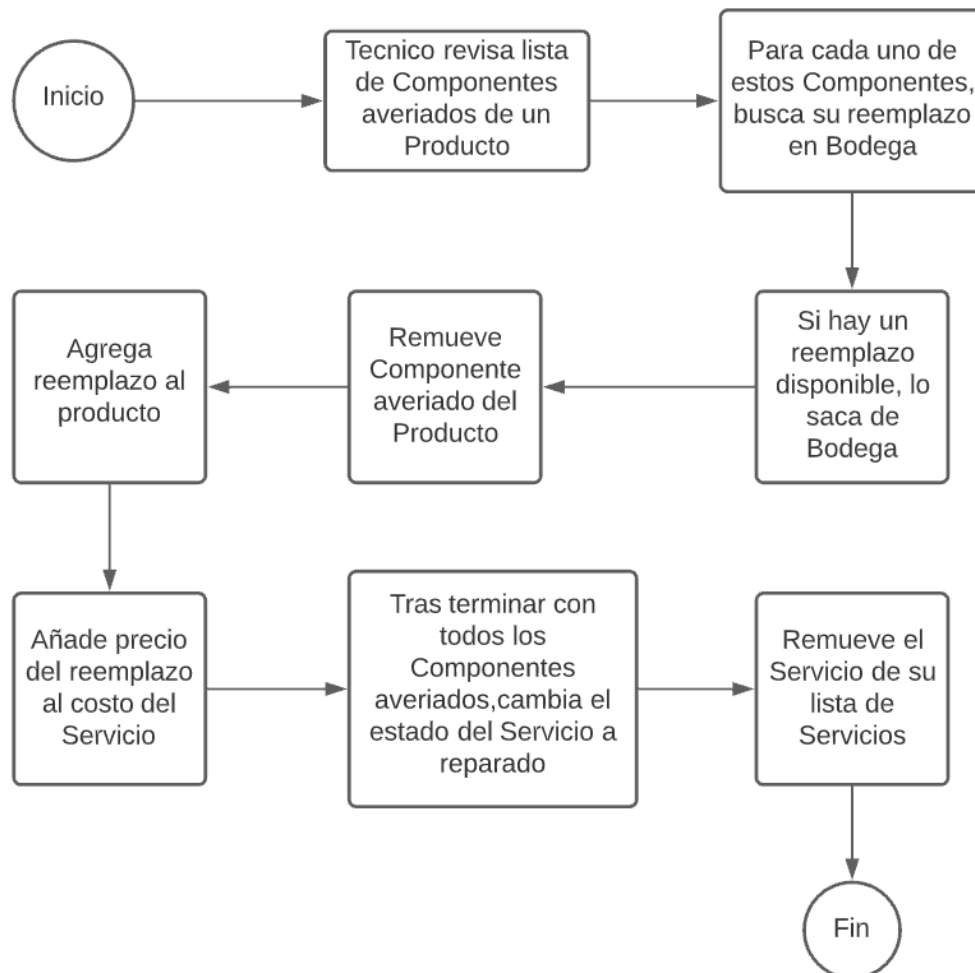 Inicio
Tecnico revisa lista
de Componentes
averiados de un
Producto
Para cada uno de
estos Componentes,
busca su reemplazo
en Bodega
Si hay un
reemplazo
disponible, lo
saca de
Bodega
Remueve
Componente
averiado del
Producto
Agrega
reemplazo al
producto
Añade precio
del reemplazo
al costo del
Servicio
Tras terminar con
todos los
Componentes
averiados,cambia el
estado del Servicio a
reparado
Remueve el
Servicio de su
lista de
Servicios
Fin